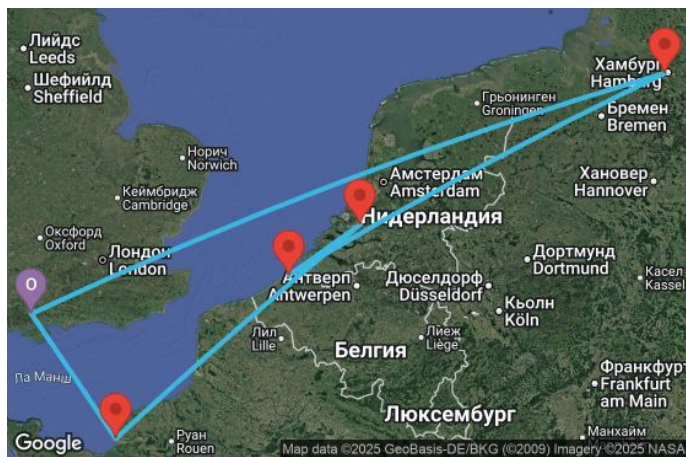 Лийдс
Leeds
Шефийлд
Sheffield
Хамбург
Hamburg
Грьонинген
Groningen
Бремен
Bremen
Норич
Norwich
Амстердам
Amsterdam
Хановер
Hannover
Кеймбридж
Cambridge
Нидерландия
Оксфорд
Oxford
Лондон
London
Дортмунд
Dortmund
Антверп
Antwerpen
Дюселдорф
Düsseldorf
Касел
Kassel
О
Кьолн
Köln
Лил
Lille
Лиеж
Liège
Белгия
Ла Манш
Франкфурт
Frankfurt
am Main
Люксембург
Руан
Rouen
Манхайм
Google
Map data ©2025 GeoBasis-DE/BKG (©2009) Imagery ©2025 NASA